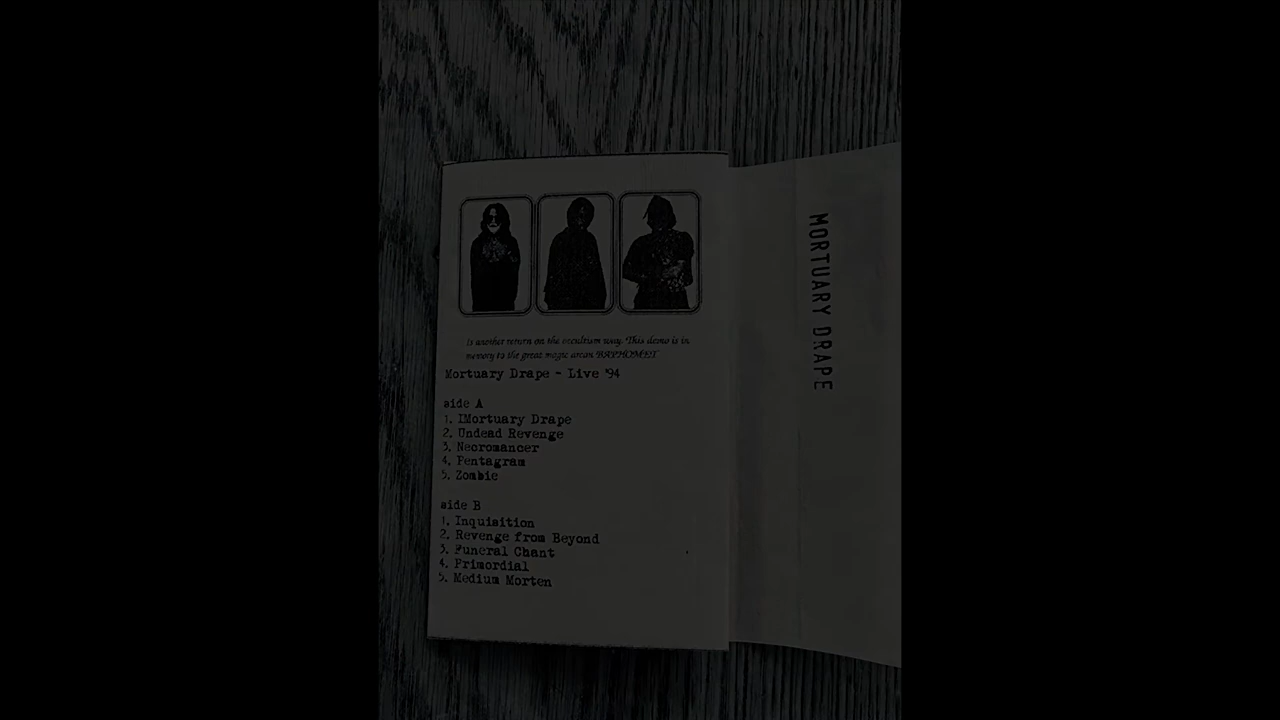 Is another return on the occultism way. This demo is in
memory to the great magic arcan BAPHOMET
Mortuary Drape - Live '94
side A
1. IMortuary Drape
2. Undead Revenge
3. Necromancer
4. Pentagram
5. Zombie
side B
1. Inquisition
2. Revenge from Beyond
3. Funeral Chant
4. Primordial
5. Medium Morten
MORTUARY DRAPE